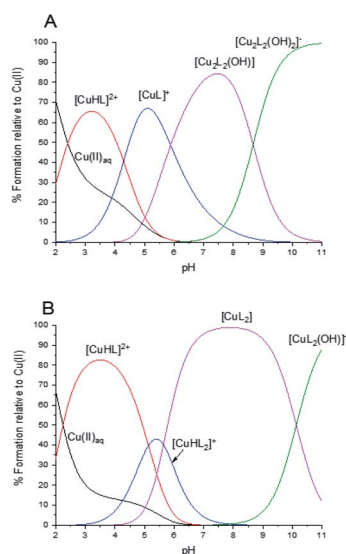 A
% Formation relative to Cu(II)
100
90
80
70
60
50
40
30
20
10
0
[CuHL]²⁺
[CuL]⁺
[Cu₂L₂(OH)]
[Cu₂L₂(OH)₂]⁻
Cu(II)aq
2 3 4 5 6 7 8 9 10 11
pH
B
% Formation relative to Cu(II)
100
90
80
70
60
50
40
30
20
10
0
[CuHL]²⁺
[CuL₂]
[CuL₂(OH)]⁻
Cu(II)aq
[CuHL₂]⁺
2 3 4 5 6 7 8 9 10 11
pH